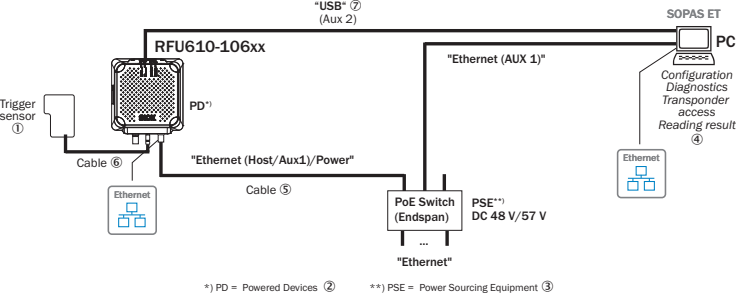 "USB" ⑦
(Aux 2)
SOPAS ET
RFU610-106xx
PC
"Ethernet (AUX 1)"
Configuration
Diagnostics
Transponder
access
Reading result
④
Trigger
sensor
①
PD*)
SICK
Cable ⑥
"Ethernet (Host/Aux1)/Power"
Ethernet
Ethernet
Cable ⑤
PoE Switch
(Endspan)
PSE**)
DC 48 V/57 V
...
"Ethernet"
*) PD = Powered Devices ②
**) PSE = Power Sourcing Equipment ③